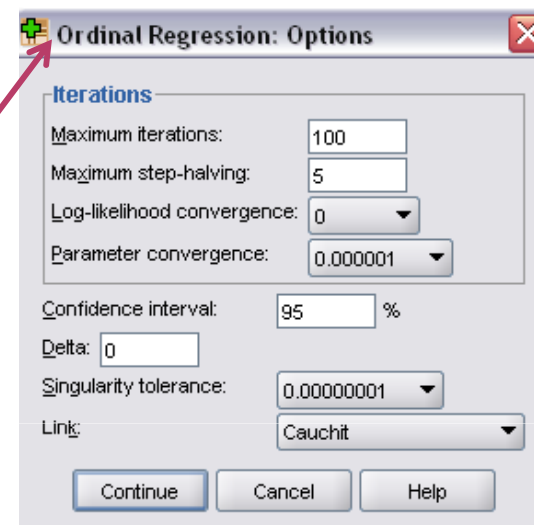 Ordinal Regression: Options
Iterations
Maximum iterations: 100
Maximum step-halving: 5
Log-likelihood convergence: 0
Parameter convergence: 0.000001
Confidence interval: 95 %
Delta: 0
Singularity tolerance: 0.00000001
Link: Cauchit
Continue Cancel Help